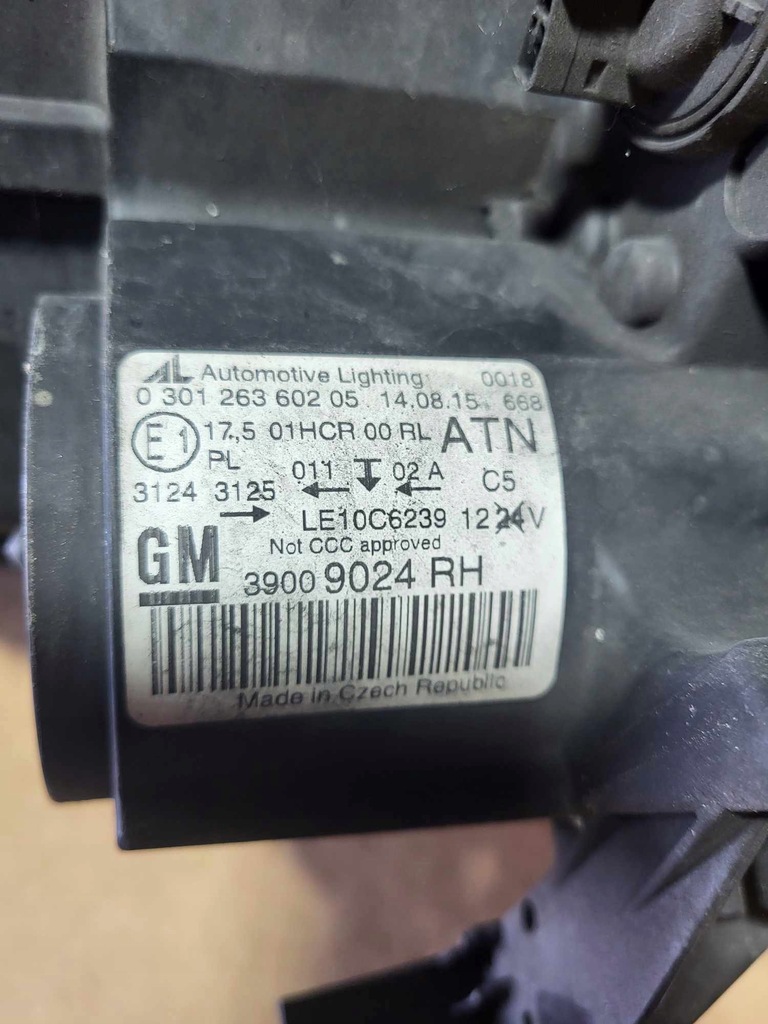 AL Automotive Lighting 0018
0 301 263 602 05 14.08.15 668
E1 17,5 01HCR 00 RL ATN
PL 011 02 A C5
3124 3125 ← ←
→ LE10C6239 12 24V
Not CCC approved
GM 3900 9024 RH
Made in Czech Republic